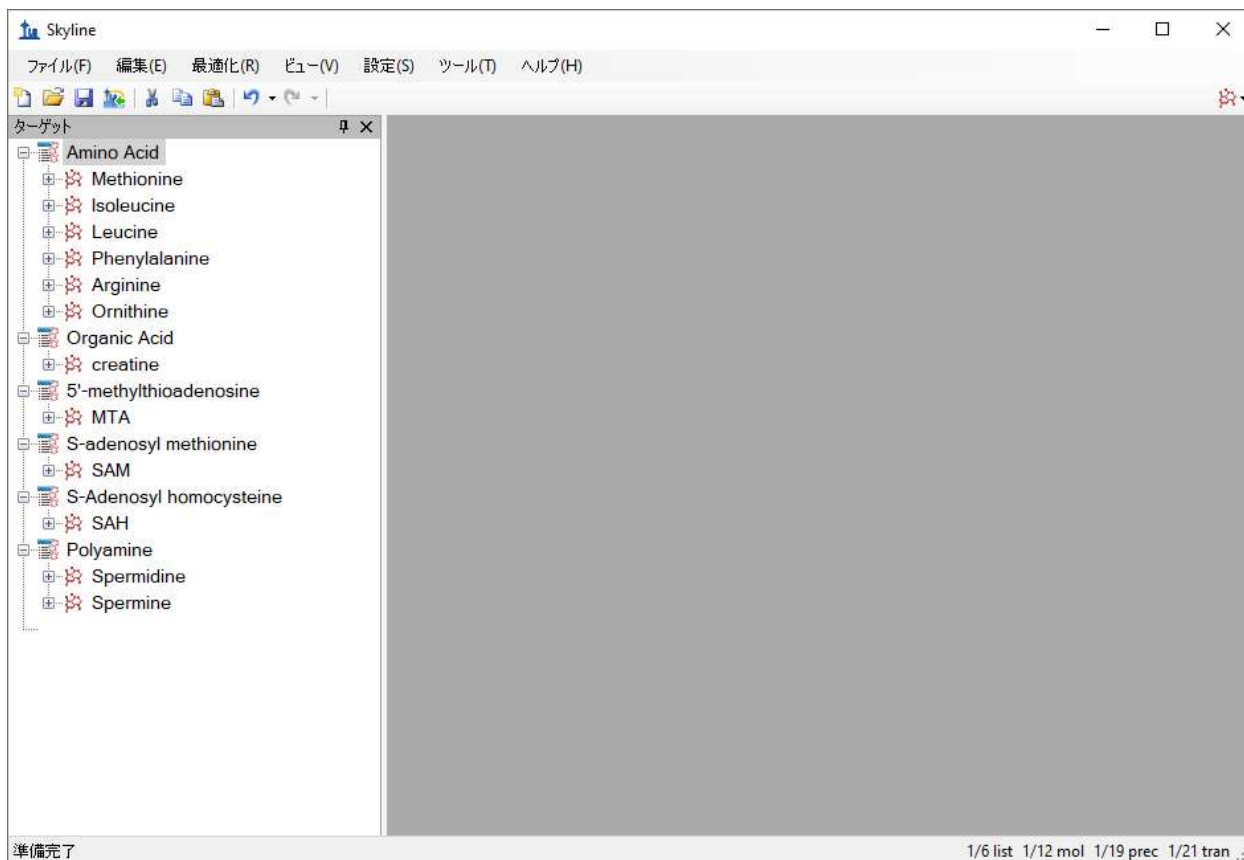 Skyline
ファイル(F) 編集(E) 最適化(R) ビュー(V) 設定(S) ツール(T) ヘルプ(H)
ターゲット
Amino Acid
Methionine
Isoleucine
Leucine
Phenylalanine
Arginine
Ornithine
Organic Acid
creatine
5'-methylthioadenosine
MTA
S-adenosyl methionine
SAM
S-Adenosyl homocysteine
SAH
Polyamine
Spermidine
Spermine
準備完了 1/6 list 1/12 mol 1/19 prec 1/21 tran